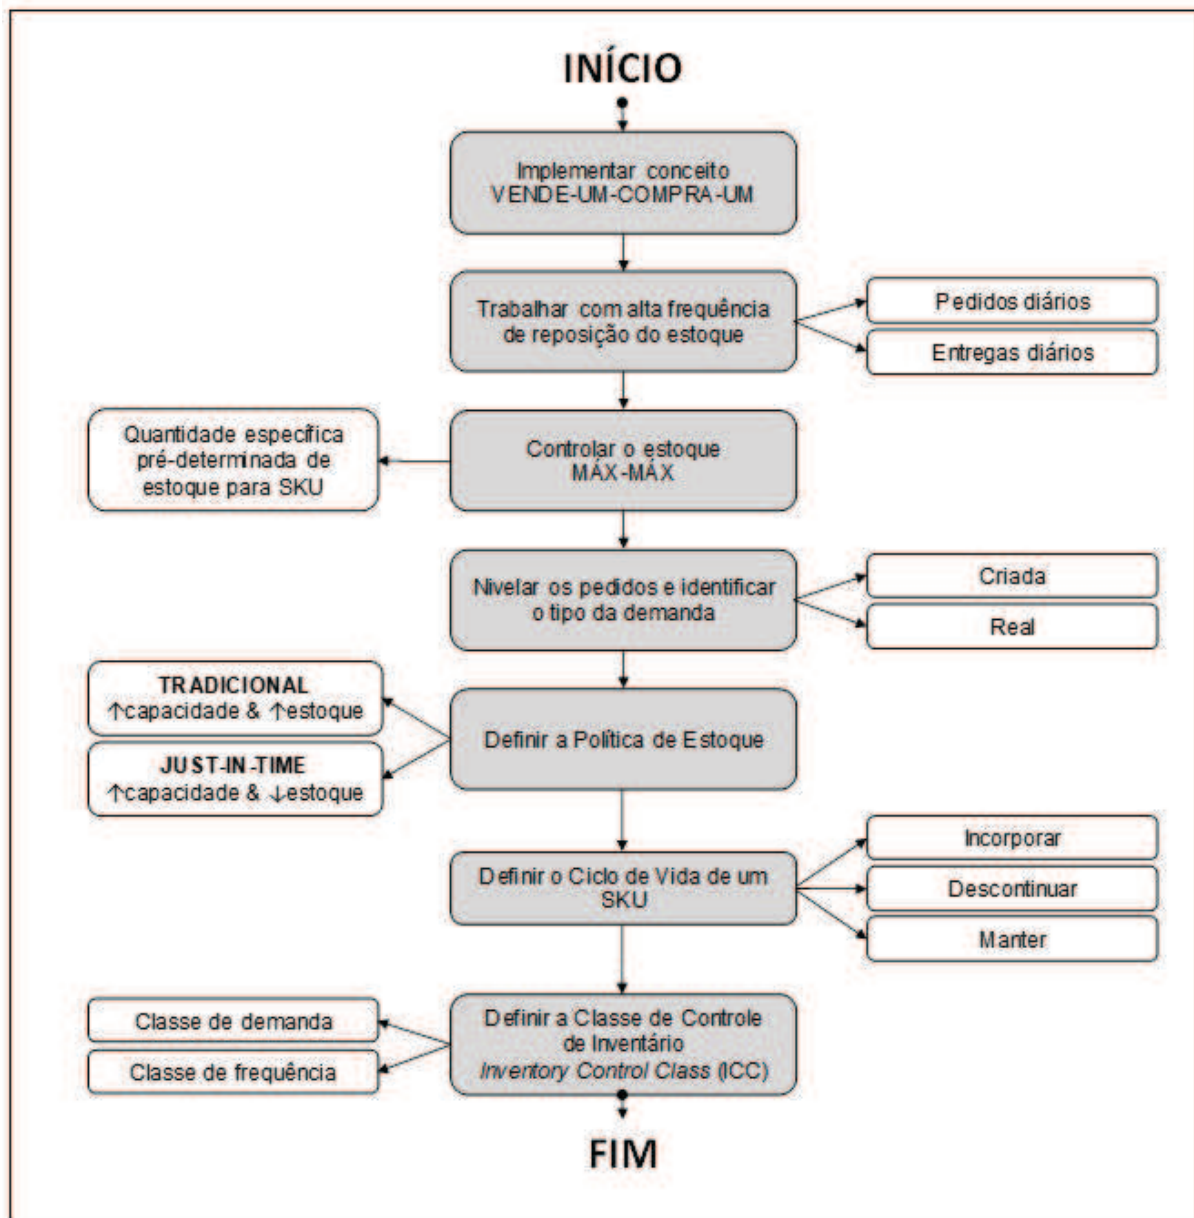 INÍCIO
Implementar conceito
VENDE-UM-COMPRA-UM
Trabalhar com alta frequência
de reposição do estoque
Pedidos diários
Entregas diários
Controlar o estoque
MÁX-MÁX
Quantidade específica
pré-determinada de
estoque para SKU
Nivelar os pedidos e identificar
o tipo da demanda
Criada
Real
Definir a Política de Estoque
TRADICIONAL
↑capacidade & ↑estoque
JUST-IN-TIME
↑capacidade & ↓estoque
Definir o Ciclo de Vida de um
SKU
Incorporar
Descontinuar
Manter
Definir a Classe de Controle
de Inventário
Inventory Control Class (ICC)
Classe de demanda
Classe de frequência
FIM